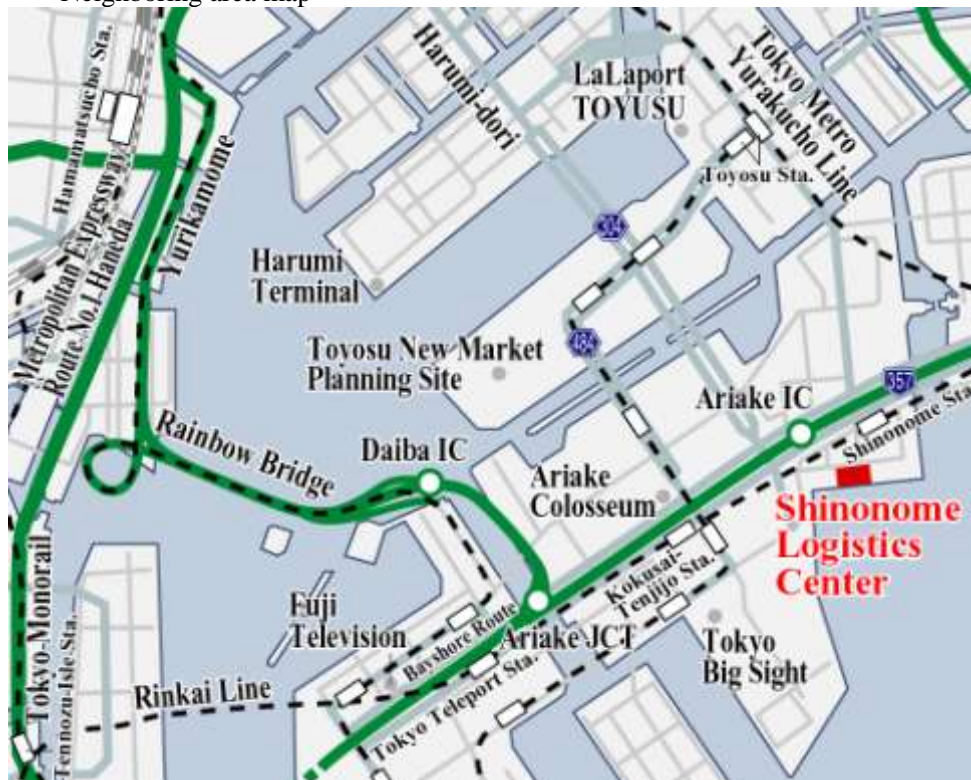 Neighboring area map
Hamamatsucho Sta.
Metropolitan Expressway
Route No.1 Haneda
Yurikamome
Harumi-dori
LaLaport
TOYUSU
Tokyo Metro
Yurakucho Line
Toyosu Sta.
304
Harumi
Terminal
484
Toyosu New Market
Planning Site
357
Ariake IC
Shinonome Sta.
Rainbow Bridge
Daiba IC
Ariake
Colosseum
Shinonome
Logistics
Center
Kokusai-
Tenjijo Sta.
Fuji
Television
Bayshore Route
Ariake JCT
Tokyo
Big Sight
Tokyo Teleport Sta.
Rinkai Line
Tokyo-Monorail
Tennozu-Isle Sta.